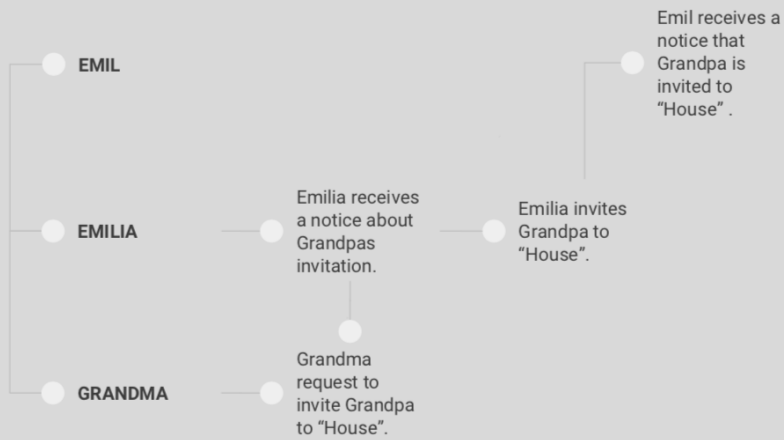 Emil receives a
notice that
Grandpa is
invited to
“House” .
EMIL
EMILIA
Emilia receives
a notice about
Grandpas
invitation.
Emilia invites
Grandpa to
“House”.
GRANDMA
Grandma
request to
invite Grandpa
to “House”.